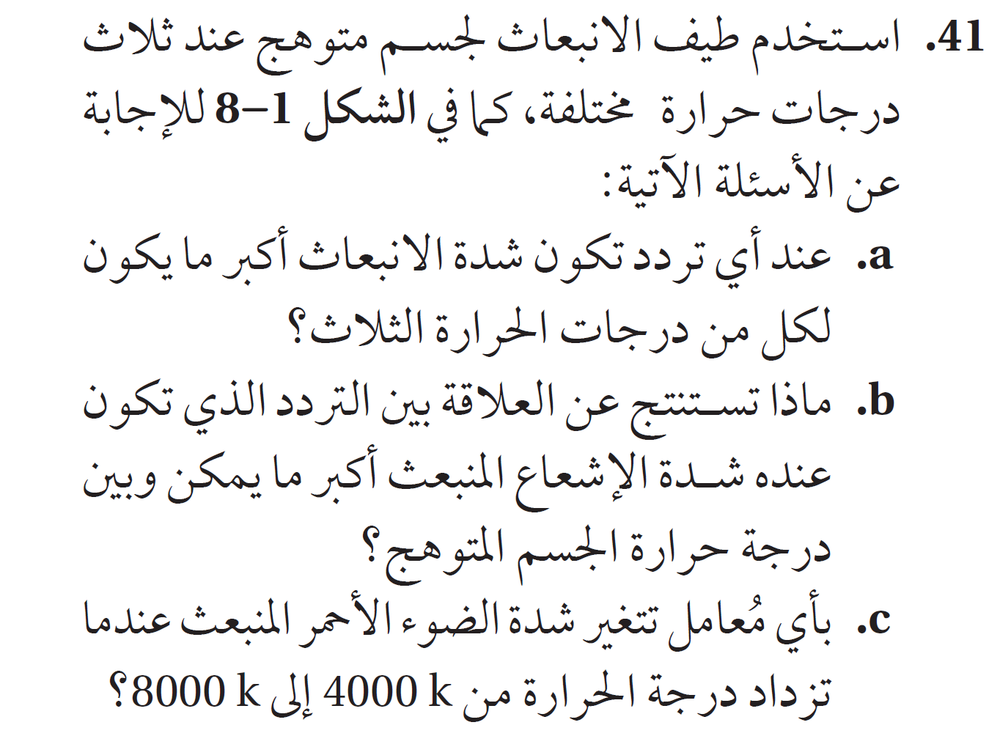 41. استخدم طيف الانبعاث لجسم متوهج عند ثلاث
درجات حرارة مختلفة، كما في الشكل 1–8 للإجابة
عن الأسئلة الآتية:
a. عند أي تردد تكون شدة الانبعاث أكبر ما يكون
لكل من درجات الحرارة الثلاث؟
b. ماذا تستنتج عن العلاقة بين التردد الذي تكون
عنده شدة الإشعاع المنبعث أكبر ما يمكن وبين
درجة حرارة الجسم المتوهج؟
c. بأي مُعامل تتغير شدة الضوء الأحمر المنبعث عندما
تزداد درجة الحرارة من 4000 k إلى 8000 k؟